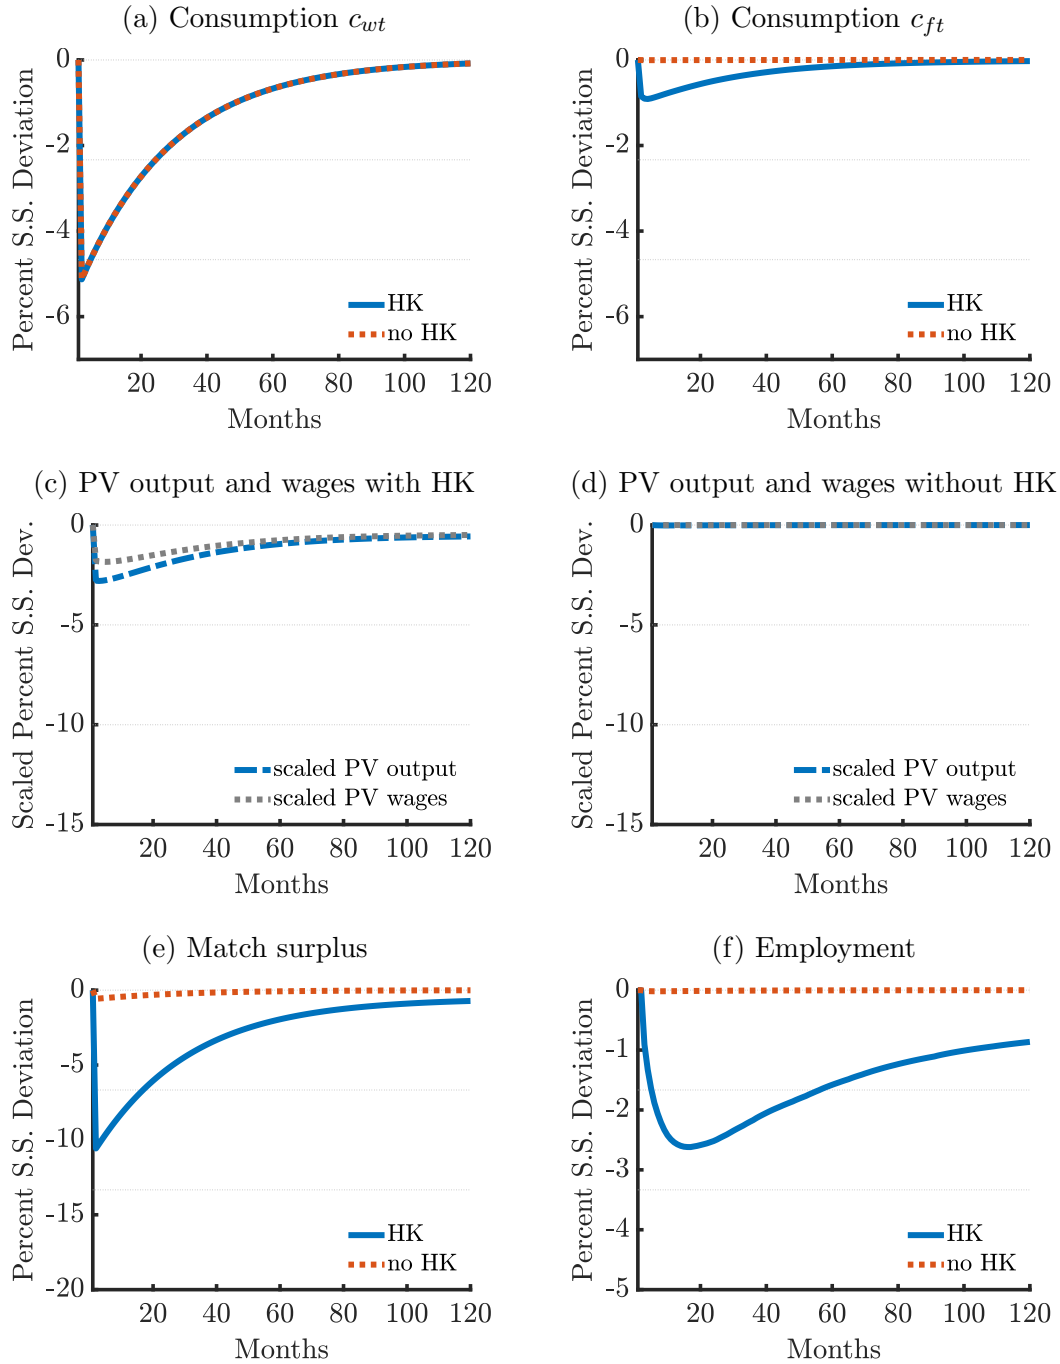 (a) Consumption c_{wt}
Percent S.S. Deviation
0
-2
-4
-6
HK
no HK
20 40 60 80 100 120
Months
(b) Consumption c_{ft}
Percent S.S. Deviation
0
-2
-4
-6
HK
no HK
20 40 60 80 100 120
Months
(c) PV output and wages with HK
Scaled Percent S.S. Dev.
0
-5
-10
-15
scaled PV output
scaled PV wages
20 40 60 80 100 120
Months
(d) PV output and wages without HK
Scaled Percent S.S. Dev.
0
-5
-10
-15
scaled PV output
scaled PV wages
20 40 60 80 100 120
Months
(e) Match surplus
Percent S.S. Deviation
0
-5
-10
-15
-20
HK
no HK
20 40 60 80 100 120
Months
(f) Employment
Percent S.S. Deviation
0
-1
-2
-3
-4
-5
HK
no HK
20 40 60 80 100 120
Months